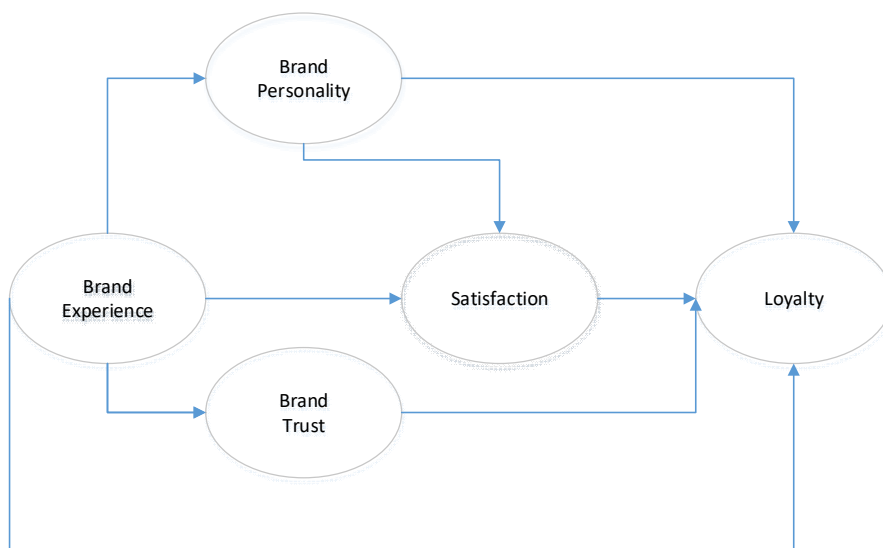 Brand
Personality
Brand
Experience
Satisfaction
Loyalty
Brand
Trust